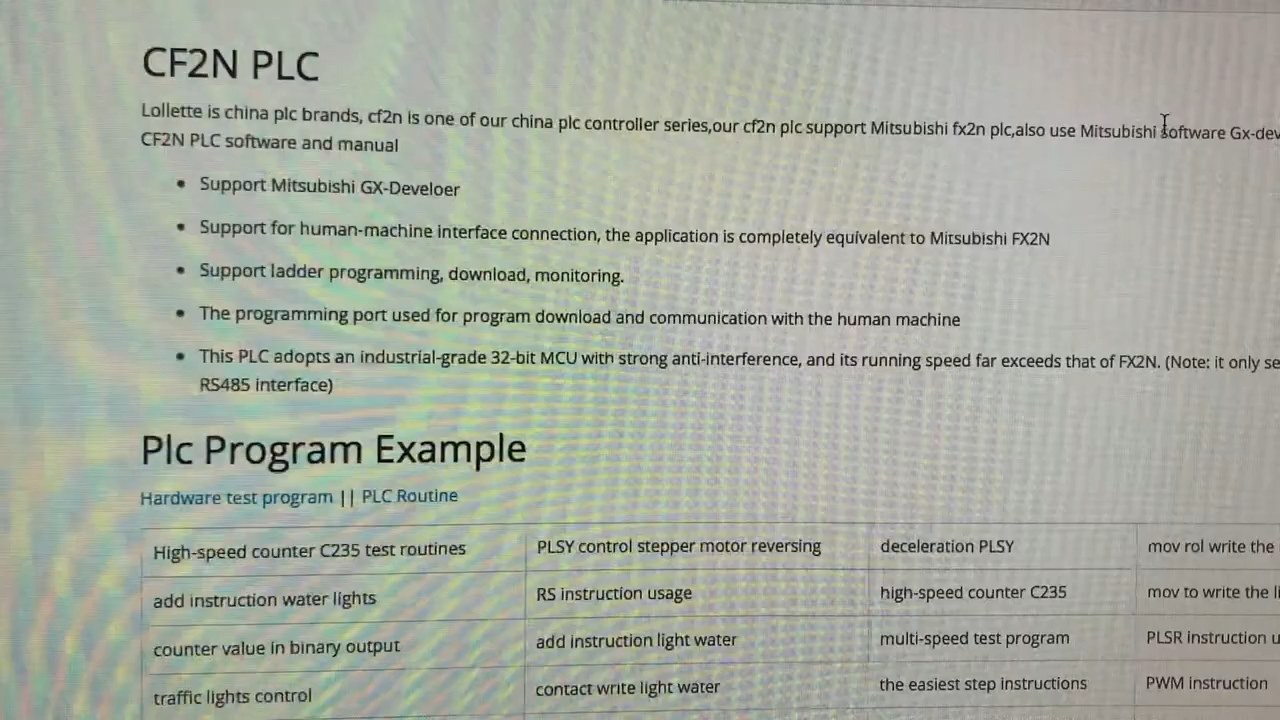 CF2N PLC
Lollette is china plc brands, cf2n is one of our china plc controller series,our cf2n plc support Mitsubishi fx2n plc,also use Mitsubishi software Gx-dev
CF2N PLC software and manual
• Support Mitsubishi GX-Develoer
• Support for human-machine interface connection, the application is completely equivalent to Mitsubishi FX2N
• Support ladder programming, download, monitoring.
• The programming port used for program download and communication with the human machine
• This PLC adopts an industrial-grade 32-bit MCU with strong anti-interference, and its running speed far exceeds that of FX2N. (Note: it only se
RS485 interface)
Plc Program Example
Hardware test program || PLC Routine
High-speed counter C235 test routines PLSY control stepper motor reversing deceleration PLSY mov rol write the
add instruction water lights RS instruction usage high-speed counter C235 mov to write the li
counter value in binary output add instruction light water multi-speed test program PLSR instruction u
traffic lights control contact write light water the easiest step instructions PWM instruction